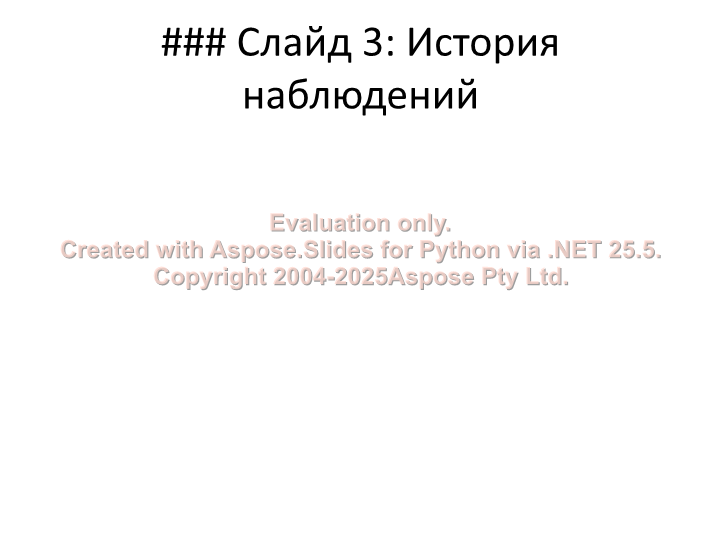 ### Слайд 3: История
наблюдений
Evaluation only.
Created with Aspose.Slides for Python via .NET 25.5.
Copyright 2004-2025Aspose Pty Ltd.